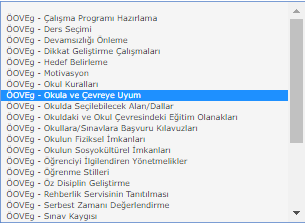 ÖOVEg - Çalışma Programı Hazırlama
ÖOVEg - Ders Seçimi
ÖOVEg - Devamsızlığı Önleme
ÖOVEg - Dikkat Geliştirme Çalışmaları
ÖOVEg - Hedef Belirleme
ÖOVEg - Motivasyon
ÖOVEg - Okul Kuralları
ÖOVEg - Okula ve Çevreye Uyum
ÖOVEg - Okulda Seçilebilecek Alan/Dallar
ÖOVEg - Okuldaki ve Okul Çevresindeki Eğitim Olanakları
ÖOVEg - Okullara/Sınavlara Başvuru Kılavuzları
ÖOVEg - Okulun Fiziksel İmkanları
ÖOVEg - Okulun Sosyokültürel İmkanları
ÖOVEg - Öğrenciyi İlgilendiren Yönetmelikler
ÖOVEg - Öğrenme Stilleri
ÖOVEg - Öz Disiplin Geliştirme
ÖOVEg - Rehberlik Servisinin Tanıtılması
ÖOVEg - Serbest Zamanı Değerlendirme
ÖOVEg - Sınav Kaygısı